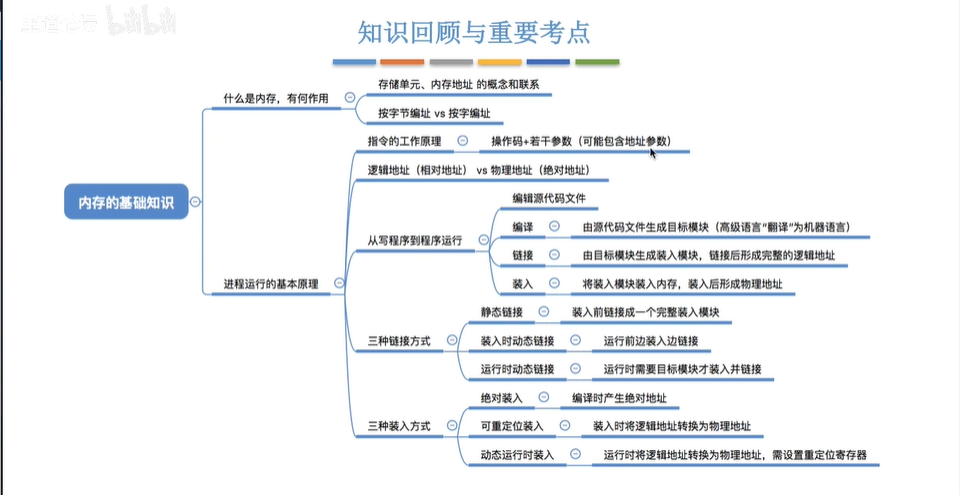 知识回顾与重要考点
存储单元、内存地址 的概念和联系
什么是内存，有何作用
按字节编址 vs 按字编址
指令的工作原理
操作码+若干参数（可能包含地址参数）
逻辑地址（相对地址） vs 物理地址（绝对地址）
内存的基础知识
编辑源代码文件
编译
由源代码文件生成目标模块（高级语言“翻译”为机器语言）
从写程序到程序运行
链接
由目标模块生成装入模块，链接后形成完整的逻辑地址
装入
将装入模块装入内存，装入后形成物理地址
进程运行的基本原理
静态链接
装入前链接成一个完整装入模块
三种链接方式
装入时动态链接
运行前边装入边链接
运行时动态链接
运行时需要目标模块才装入并链接
绝对装入
编译时产生绝对地址
三种装入方式
可重定位装入
装入时将逻辑地址转换为物理地址
动态运行时装入
运行时将逻辑地址转换为物理地址，需设置重定位寄存器